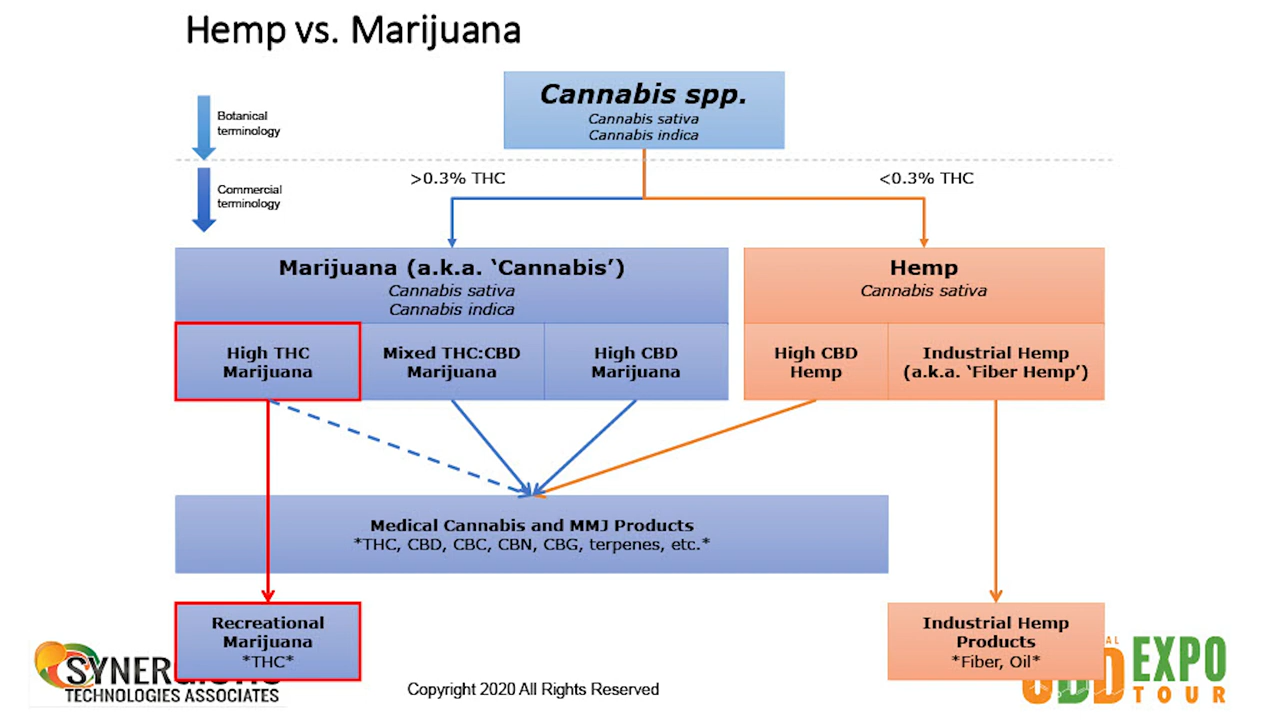 Hemp vs. Marijuana
Cannabis spp.
Cannabis sativa
Cannabis indica
Botanical
terminology
Commercial
terminology
>0.3% THC
<0.3% THC
Marijuana (a.k.a. ‘Cannabis’)
Cannabis sativa
Cannabis indica
Hemp
Cannabis sativa
High THC
Marijuana
Mixed THC:CBD
Marijuana
High CBD
Marijuana
High CBD
Hemp
Industrial Hemp
(a.k.a. ‘Fiber Hemp’)
Medical Cannabis and MMJ Products
*THC, CBD, CBC, CBN, CBG, terpenes, etc.*
Recreational
Marijuana
*THC*
Industrial Hemp
Products
*Fiber, Oil*
TECHNOLOGIES ASSOCIATES
Copyright 2020 All Rights Reserved
EXPO
TOUR